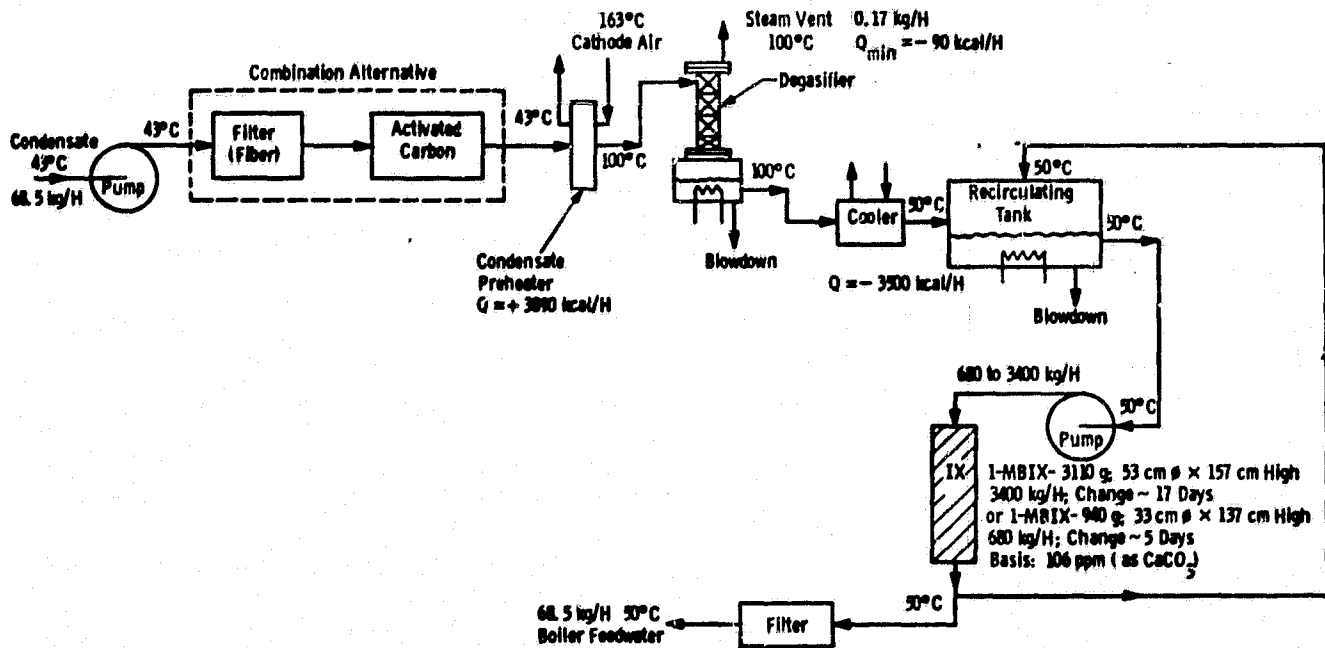 163°C
Cathode Air
Steam Vent 0.17 kg/H
100°C Qmin = - 90 kcal/H
Degasifier
Combination Alternative
Condensate
43°C
68.5 kg/H
Pump
43°C
Filter
(Fiber)
Activated
Carbon
43°C
100°C
Condensate
Preheater
Q = + 3890 kcal/H
100°C
Blowdown
Cooler
Q = - 3500 kcal/H
50°C
50°C
Recirculating
Tank
50°C
Blowdown
680 to 3400 kg/H
50°C
Pump
IX
1-MBIX- 3110 g; 53 cm ø × 157 cm High
3400 kg/H; Change ~ 17 Days
or 1-MBIX- 940 g; 33 cm ø × 137 cm High
680 kg/H; Change ~ 5 Days
Basis: 106 ppm ( as CaCO3)
50°C
68.5 kg/H 50°C
Boiler Feedwater
Filter